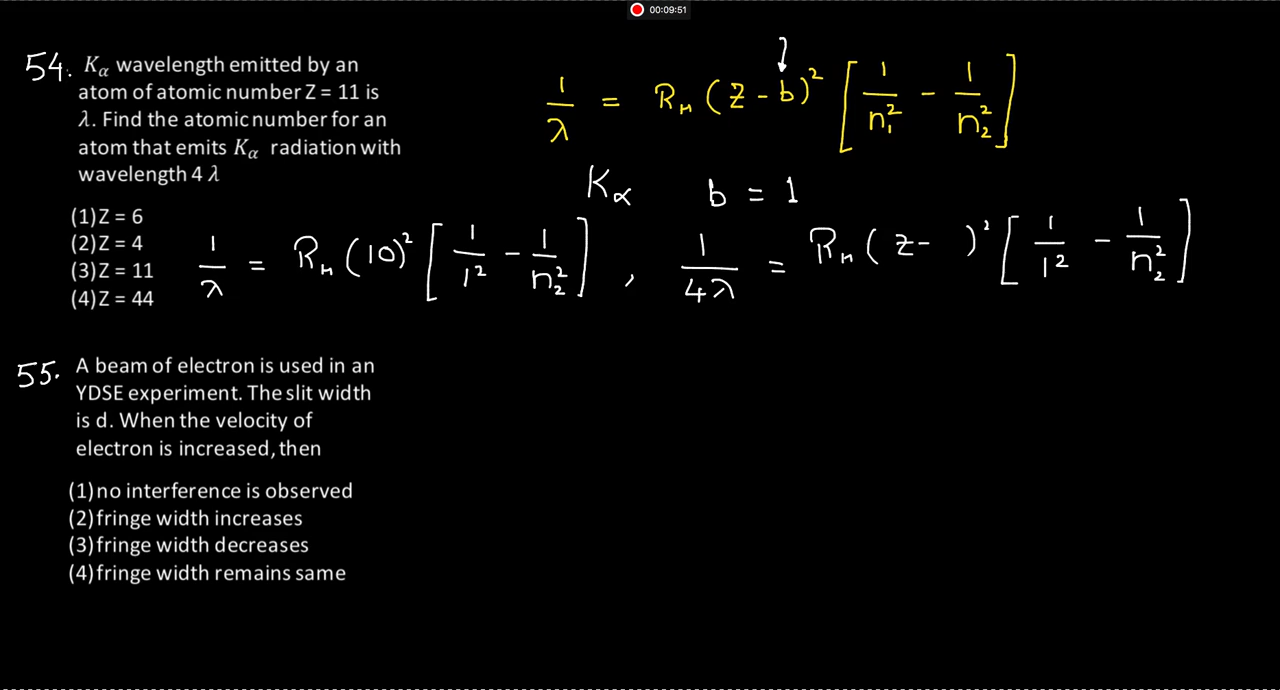 00:09:51
54. Kα wavelength emitted by an
atom of atomic number Z = 11 is
λ. Find the atomic number for an
atom that emits Kα radiation with
wavelength 4 λ
(1)Z = 6
(2)Z = 4
(3)Z = 11
(4)Z = 44
1/λ = R_H (Z - b)² [1/n₁² - 1/n₂²]
Kα b = 1
1/λ = R_H (10)² [1/1² - 1/n₂²] , 1/4λ = R_H (Z - )² [1/1² - 1/n₂²]
55. A beam of electron is used in an
YDSE experiment. The slit width
is d. When the velocity of
electron is increased, then
(1)no interference is observed
(2)fringe width increases
(3)fringe width decreases
(4)fringe width remains same